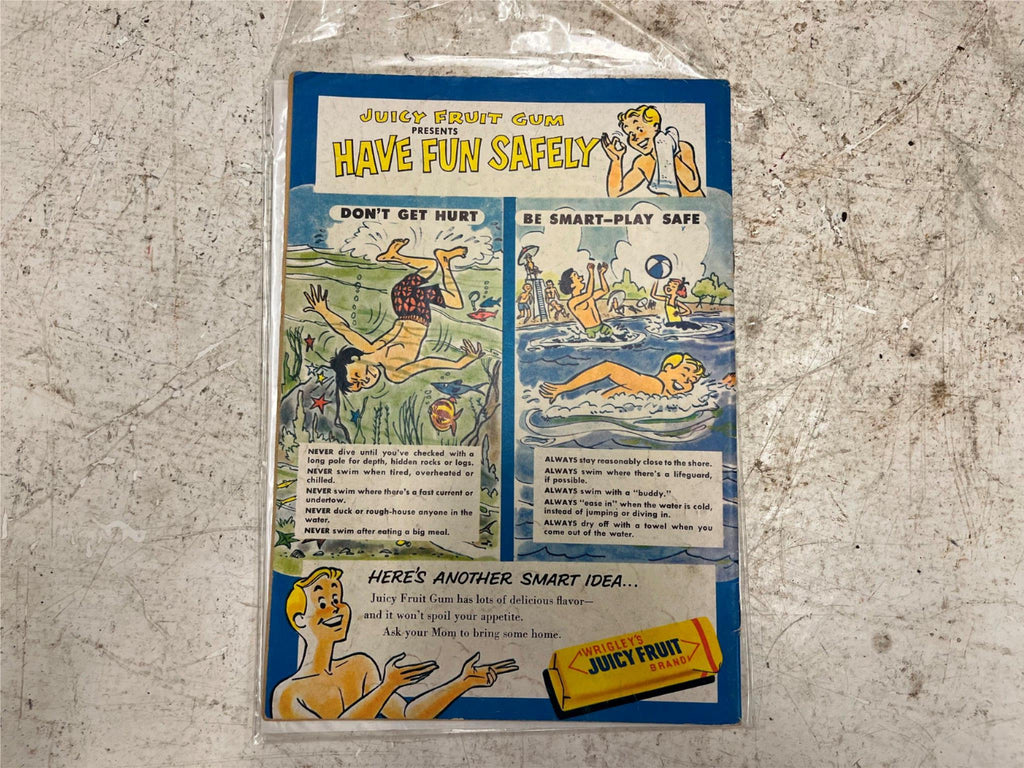 JUICY FRUIT GUM
PRESENTS
HAVE FUN SAFELY
DON'T GET HURT
NEVER dive until you've checked with a
long pole for depth, hidden rocks or logs.
NEVER swim when tired, overheated or
chilled.
NEVER swim where there's a fast current or
undertow.
NEVER duck or rough-house anyone in the
water.
NEVER swim after eating a big meal.
BE SMART—PLAY SAFE
ALWAYS stay reasonably close to the shore.
ALWAYS swim where there's a lifeguard,
if possible.
ALWAYS swim with a "buddy."
ALWAYS "ease in" when the water is cold,
instead of jumping or diving in.
ALWAYS dry off with a towel when you
come out of the water.
HERE'S ANOTHER SMART IDEA...
Juicy Fruit Gum has lots of delicious flavor—
and it won't spoil your appetite.
Ask your Mom to bring some home.
WRIGLEY'S
JUICY FRUIT
BRAND